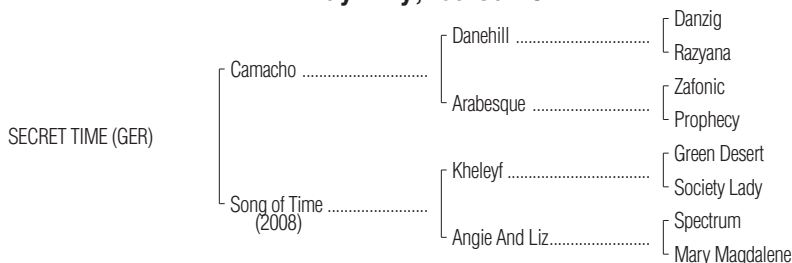 SECRET TIME (GER)
Camacho ..............................
Song of Time ........................
(2008)
Danehill ................................
Arabesque ............................
Kheleyf ..................................
Angie And Liz........................
Danzig
Razyana
Zafonic
Prophecy
Green Desert
Society Lady
Spectrum
Mary Magdalene